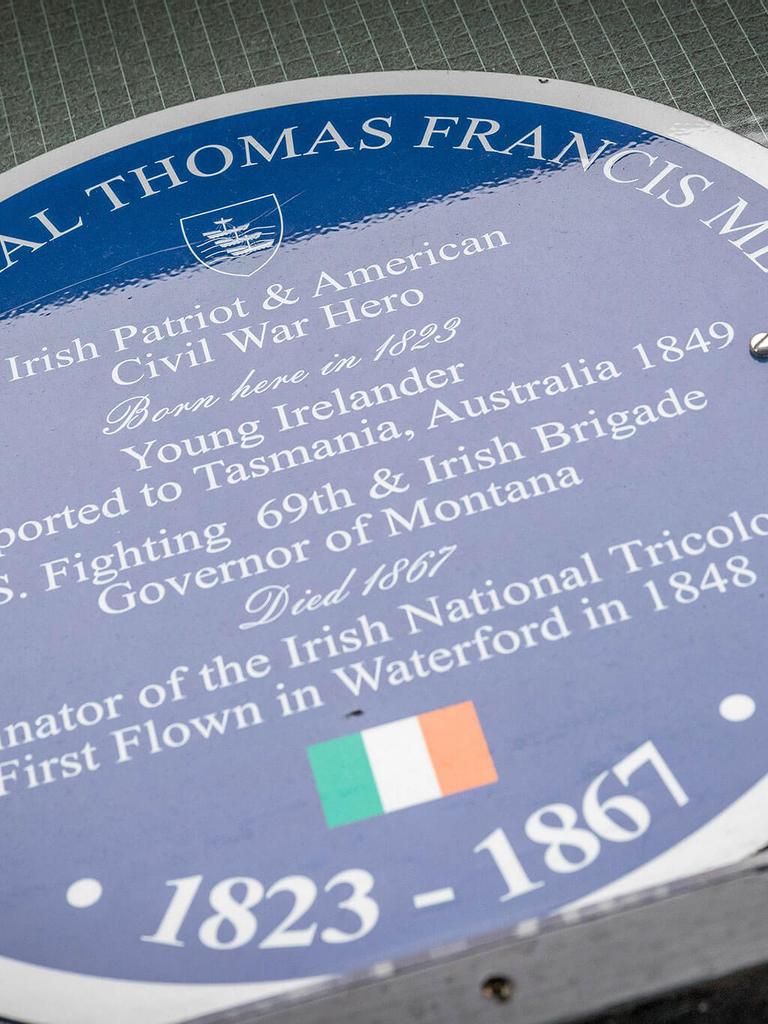 AL THOMAS FRANCIS ME
Irish Patriot & American
Civil War Hero
Born here in 1823
Young Irelander
ported to Tasmania, Australia 1849
S. Fighting 69th & Irish Brigade
Governor of Montana
Died 1867
nator of the Irish National Tricolo
First Flown in Waterford in 1848
1823 - 1867